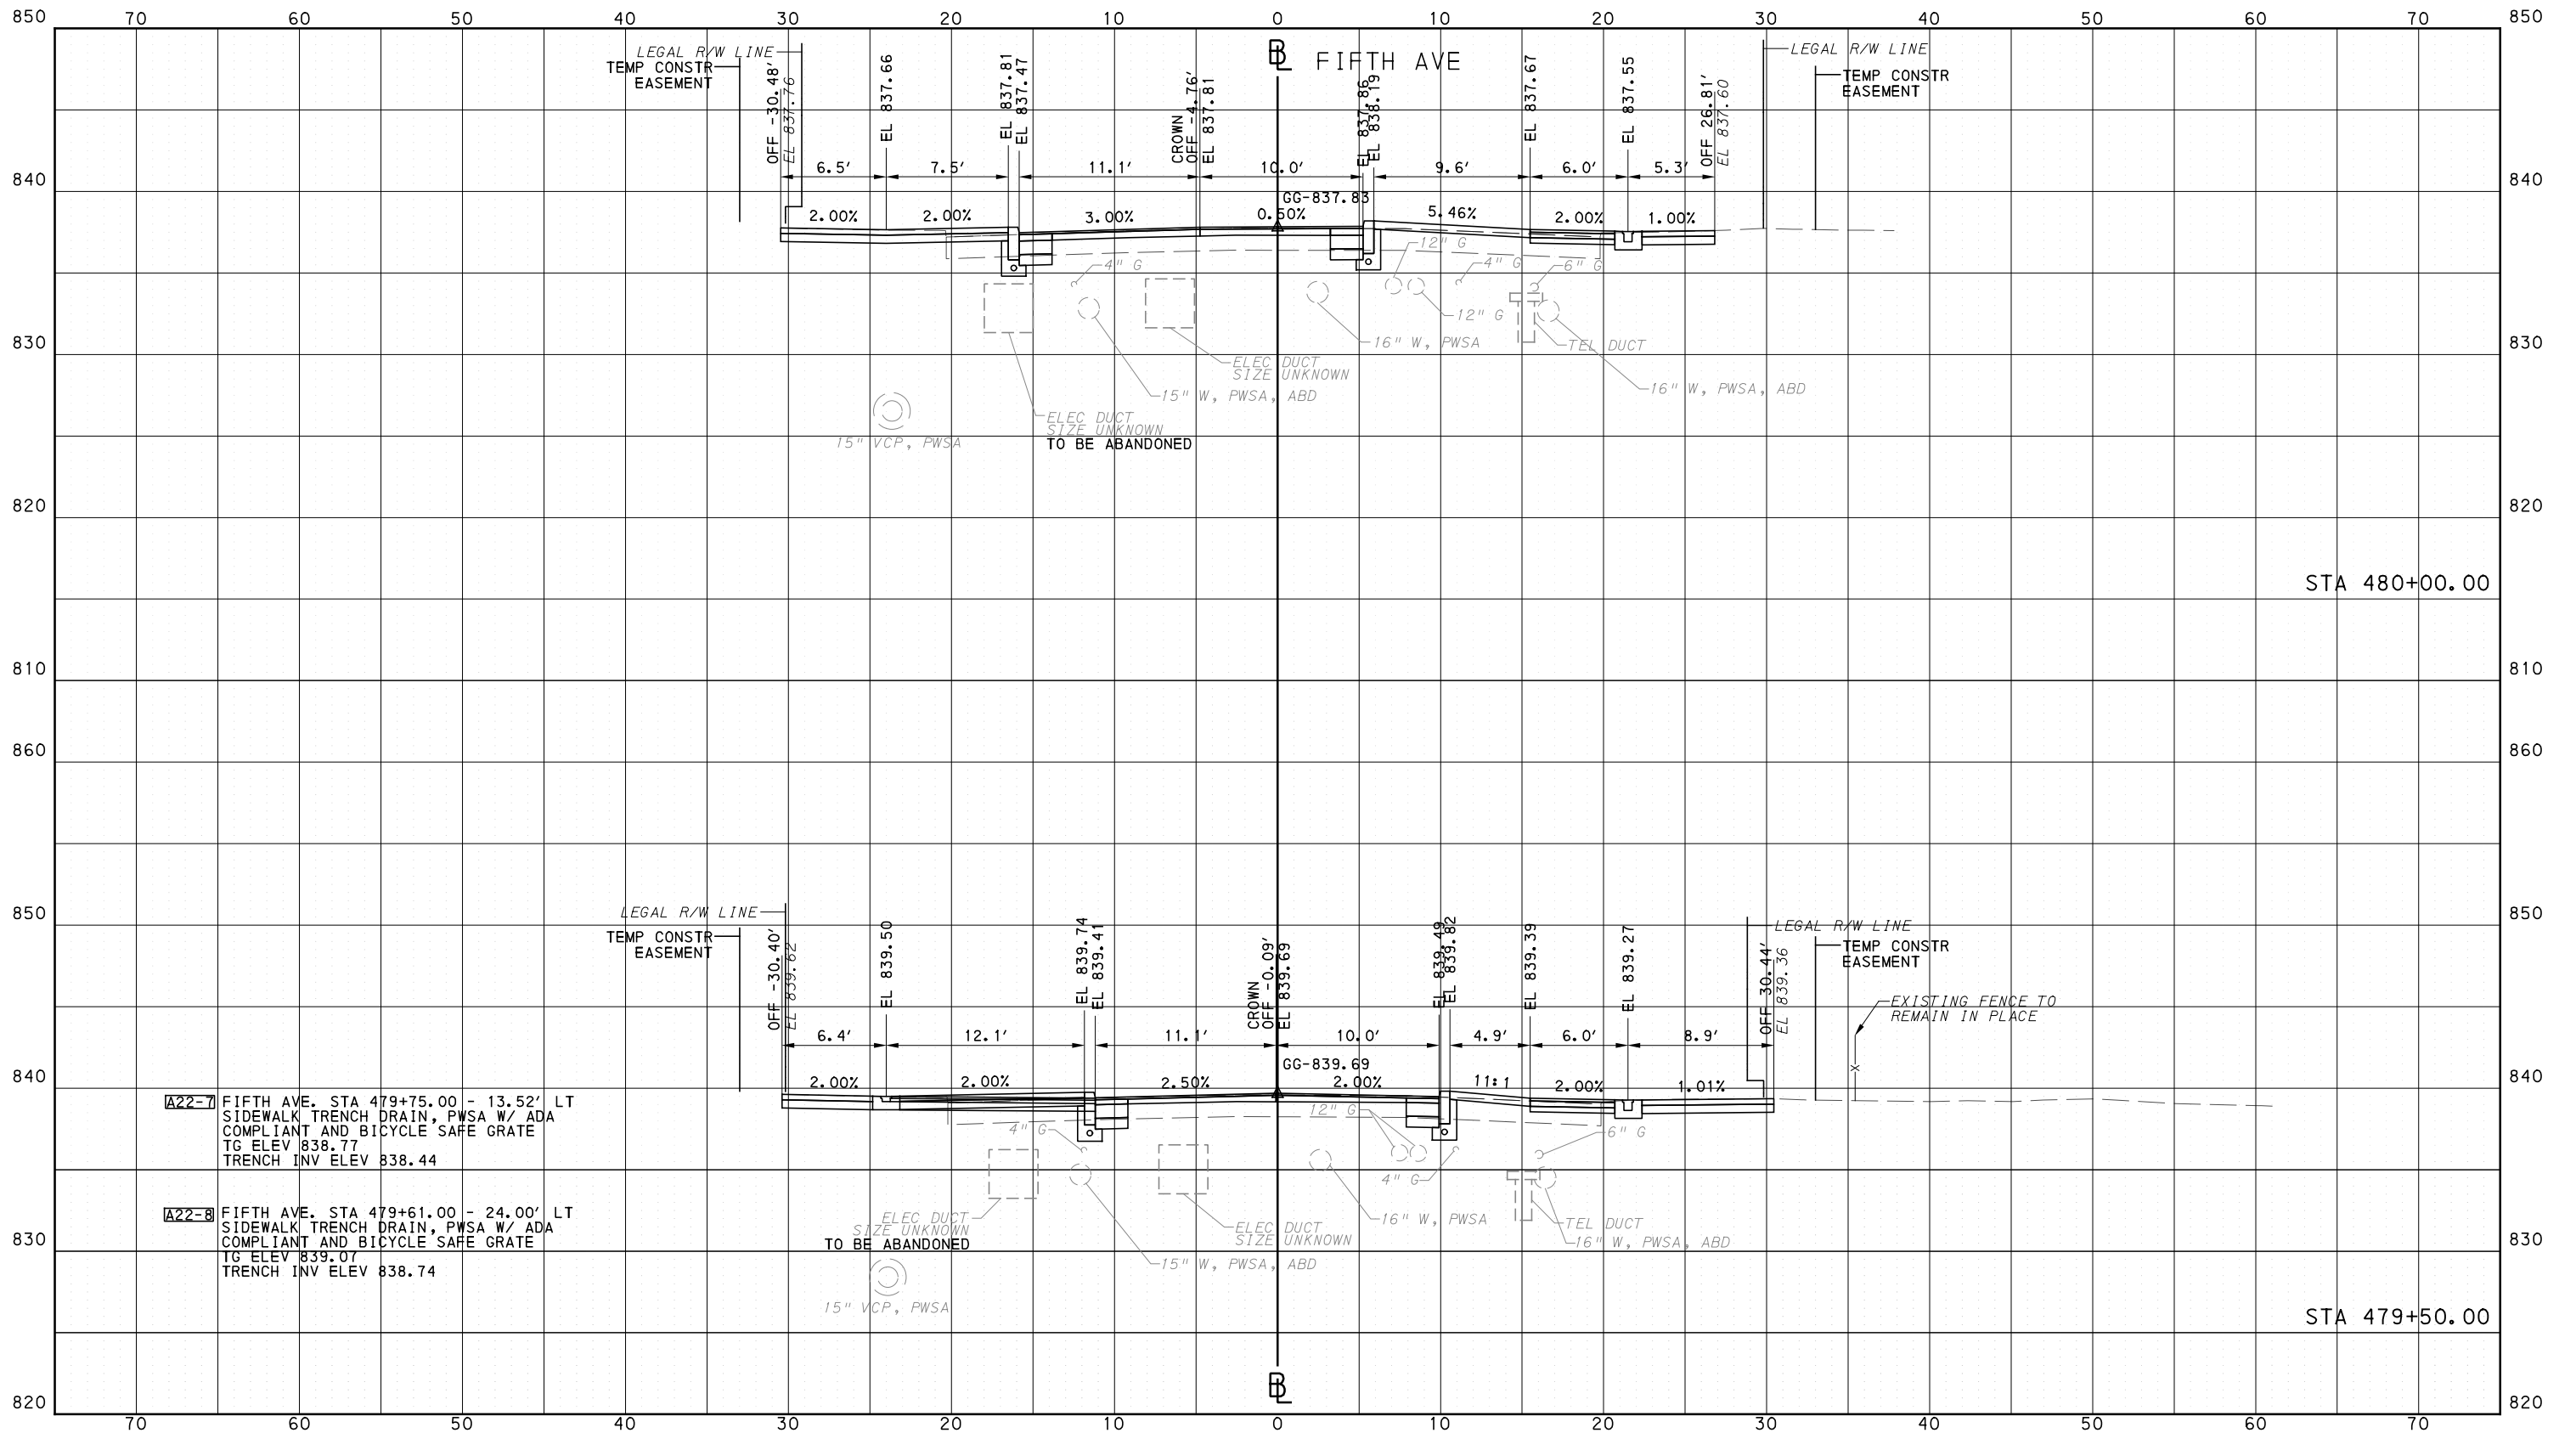 70 60 50 40 30 20 10 0 10 20 30 40 50 60 70
850 850
840 840
830 830
820 820
810 810
860 860
850 850
840 840
830 830
820 820
LEGAL R/W LINE
TEMP CONSTR
EASEMENT
OFF -30.48'
EL 837.76
EL 837.66
EL 837.81
EL 837.47
CROWN
OFF -4.76'
EL 837.81
BL FIFTH AVE
EL 837.86
EL 838.19
EL 837.67
EL 837.55
OFF 26.81'
EL 837.60
LEGAL R/W LINE
TEMP CONSTR
EASEMENT
6.5' 7.5' 11.1' 10.0' 9.6' 6.0' 5.3'
GG-837.83
2.00% 2.00% 3.00% 0.50% 5.46% 2.00% 1.00%
4" G
12" G
4" G
6" G
12" G
16" W, PWSA
TEL DUCT
ELEC DUCT
SIZE UNKNOWN
15" W, PWSA, ABD
16" W, PWSA, ABD
ELEC DUCT
SIZE UNKNOWN
TO BE ABANDONED
15" VCP, PWSA
STA 480+00.00
LEGAL R/W LINE
TEMP CONSTR
EASEMENT
OFF -30.40'
EL 839.62
EL 839.50
EL 839.74
EL 839.41
CROWN
OFF -0.09'
EL 839.69
EL 839.49
EL 839.82
EL 839.39
EL 839.27
OFF 30.44'
EL 839.36
LEGAL R/W LINE
TEMP CONSTR
EASEMENT
EXISTING FENCE TO
REMAIN IN PLACE
X
6.4' 12.1' 11.1' 10.0' 4.9' 6.0' 8.9'
GG-839.69
2.00% 2.00% 2.50% 2.00% 11:1 2.00% 1.01%
A22-7 FIFTH AVE. STA 479+75.00 - 13.52' LT
SIDEWALK TRENCH DRAIN, PWSA W/ ADA
COMPLIANT AND BICYCLE SAFE GRATE
TG ELEV 838.77
TRENCH INV ELEV 838.44
A22-8 FIFTH AVE. STA 479+61.00 - 24.00' LT
SIDEWALK TRENCH DRAIN, PWSA W/ ADA
COMPLIANT AND BICYCLE SAFE GRATE
TG ELEV 839.07
TRENCH INV ELEV 838.74
4" G
12" G
6" G
4" G
ELEC DUCT
SIZE UNKNOWN
TO BE ABANDONED
ELEC DUCT
SIZE UNKNOWN
16" W, PWSA
TEL DUCT
16" W, PWSA, ABD
15" W, PWSA, ABD
15" VCP, PWSA
STA 479+50.00
BL
70 60 50 40 30 20 10 0 10 20 30 40 50 60 70